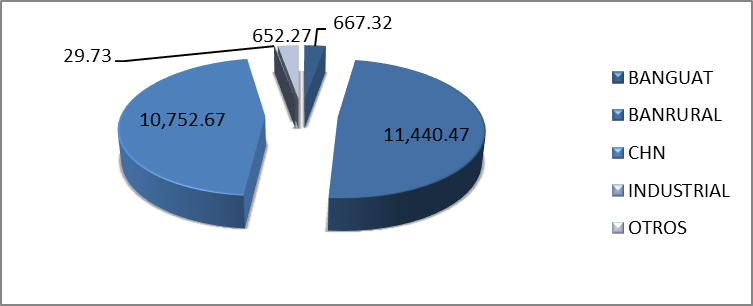 652.27
667.32
29.73
10,752.67
11,440.47
BANGUAT
BANRURAL
CHN
INDUSTRIAL
OTROS